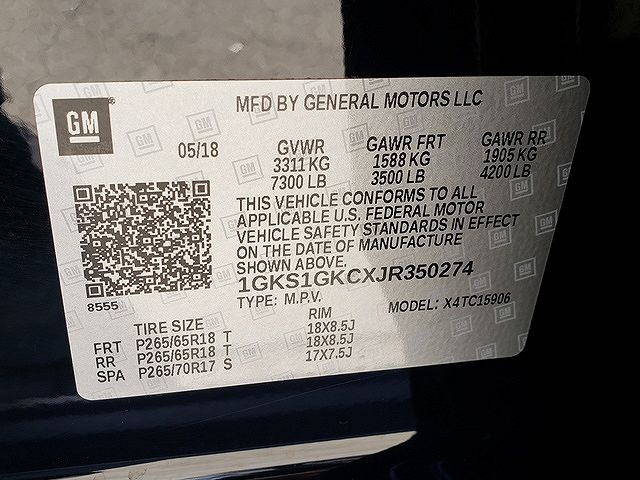 GM
MFD BY GENERAL MOTORS LLC
05/18 GVWR GAWR FRT GAWR RR
3311 KG 1588 KG 1905 KG
7300 LB 3500 LB 4200 LB
THIS VEHICLE CONFORMS TO ALL
APPLICABLE U.S. FEDERAL MOTOR
VEHICLE SAFETY STANDARDS IN EFFECT
ON THE DATE OF MANUFACTURE
SHOWN ABOVE.
1GKS1GKCXJR350274
8555 TYPE: M.P.V. MODEL: X4TC15906
TIRE SIZE RIM
FRT P265/65R18 T 18X8.5J
RR P265/65R18 T 18X8.5J
SPA P265/70R17 S 17X7.5J